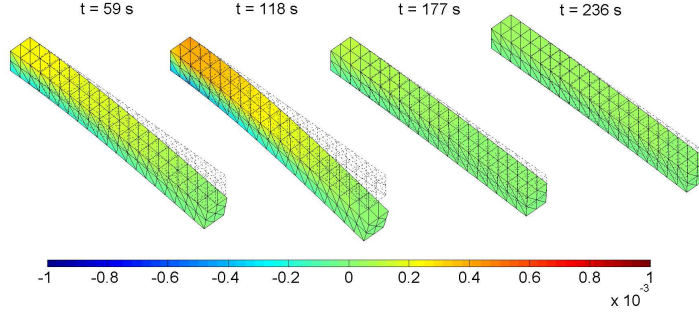 t = 59 s t = 118 s t = 177 s t = 236 s
-1 -0.8 -0.6 -0.4 -0.2 0 0.2 0.4 0.6 0.8 1
x 10⁻³